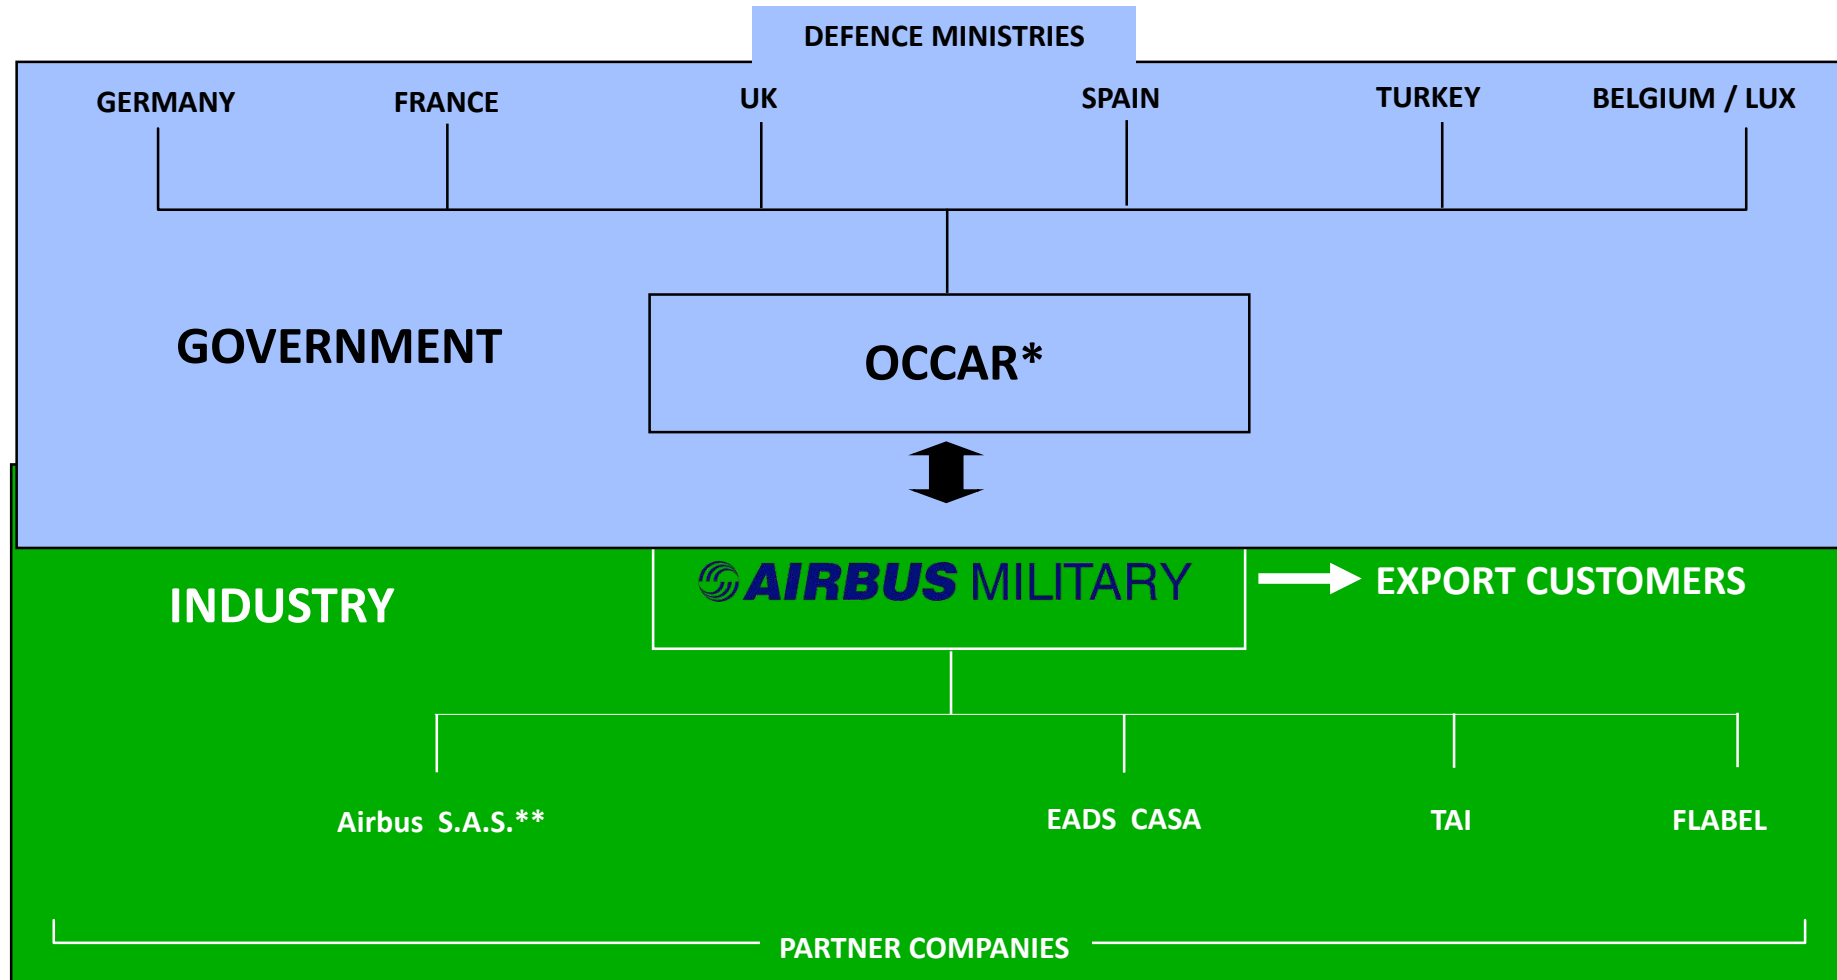 DEFENCE MINISTRIES
GERMANY FRANCE UK SPAIN TURKEY BELGIUM / LUX
GOVERNMENT
OCCAR*
AIRBUS MILITARY
EXPORT CUSTOMERS
INDUSTRY
Airbus S.A.S.** EADS CASA TAI FLABEL
PARTNER COMPANIES